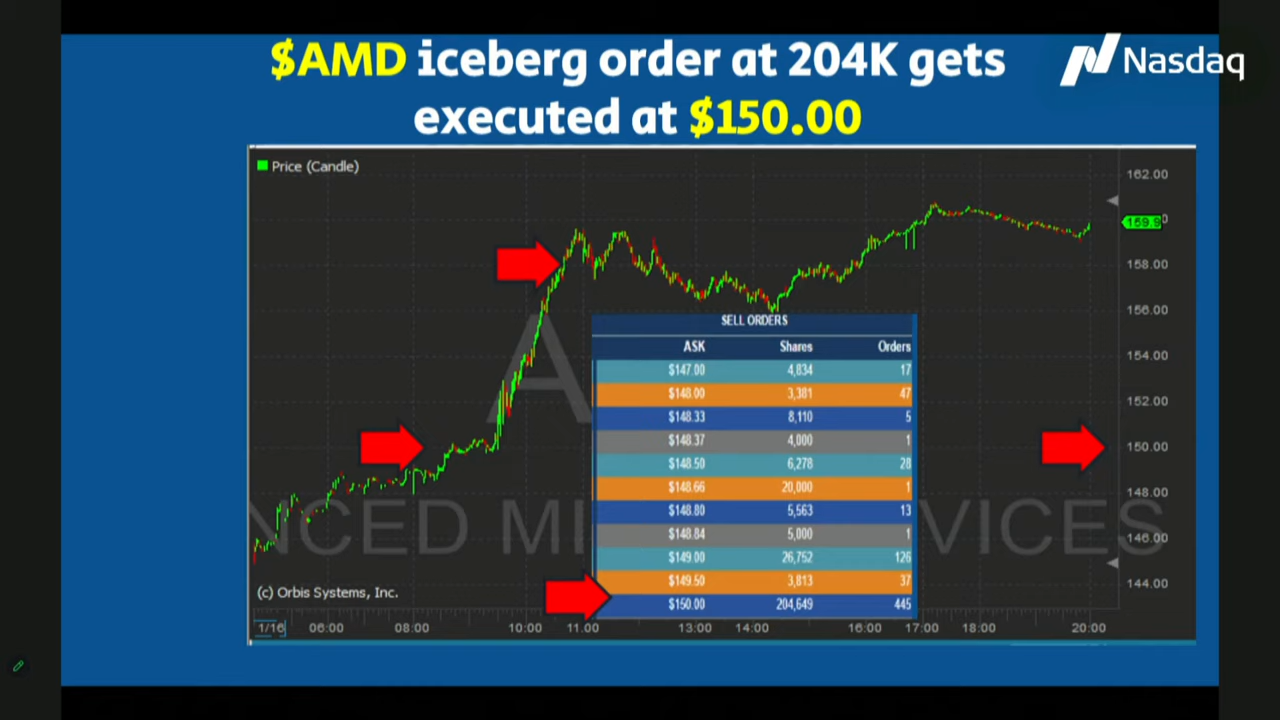 $AMD iceberg order at 204K gets
executed at $150.00
Nasdaq
Price (Candle)
162.00
158.00
156.00
154.00
152.00
150.00
148.00
146.00
144.00
SELL ORDERS
ASK Shares Orders
$147.00 4,834 17
$148.00 3,381 47
$148.33 8,110 5
$148.37 4,000 1
$148.50 6,278 28
$148.66 20,000 1
$148.80 5,563 13
$148.84 5,000 1
$149.00 26,752 126
$149.50 3,813 37
$150.00 204,649 445
(c) Orbis Systems, Inc.
1/16 06:00 08:00 10:00 11:00 13:00 14:00 16:00 17:00 18:00 20:00